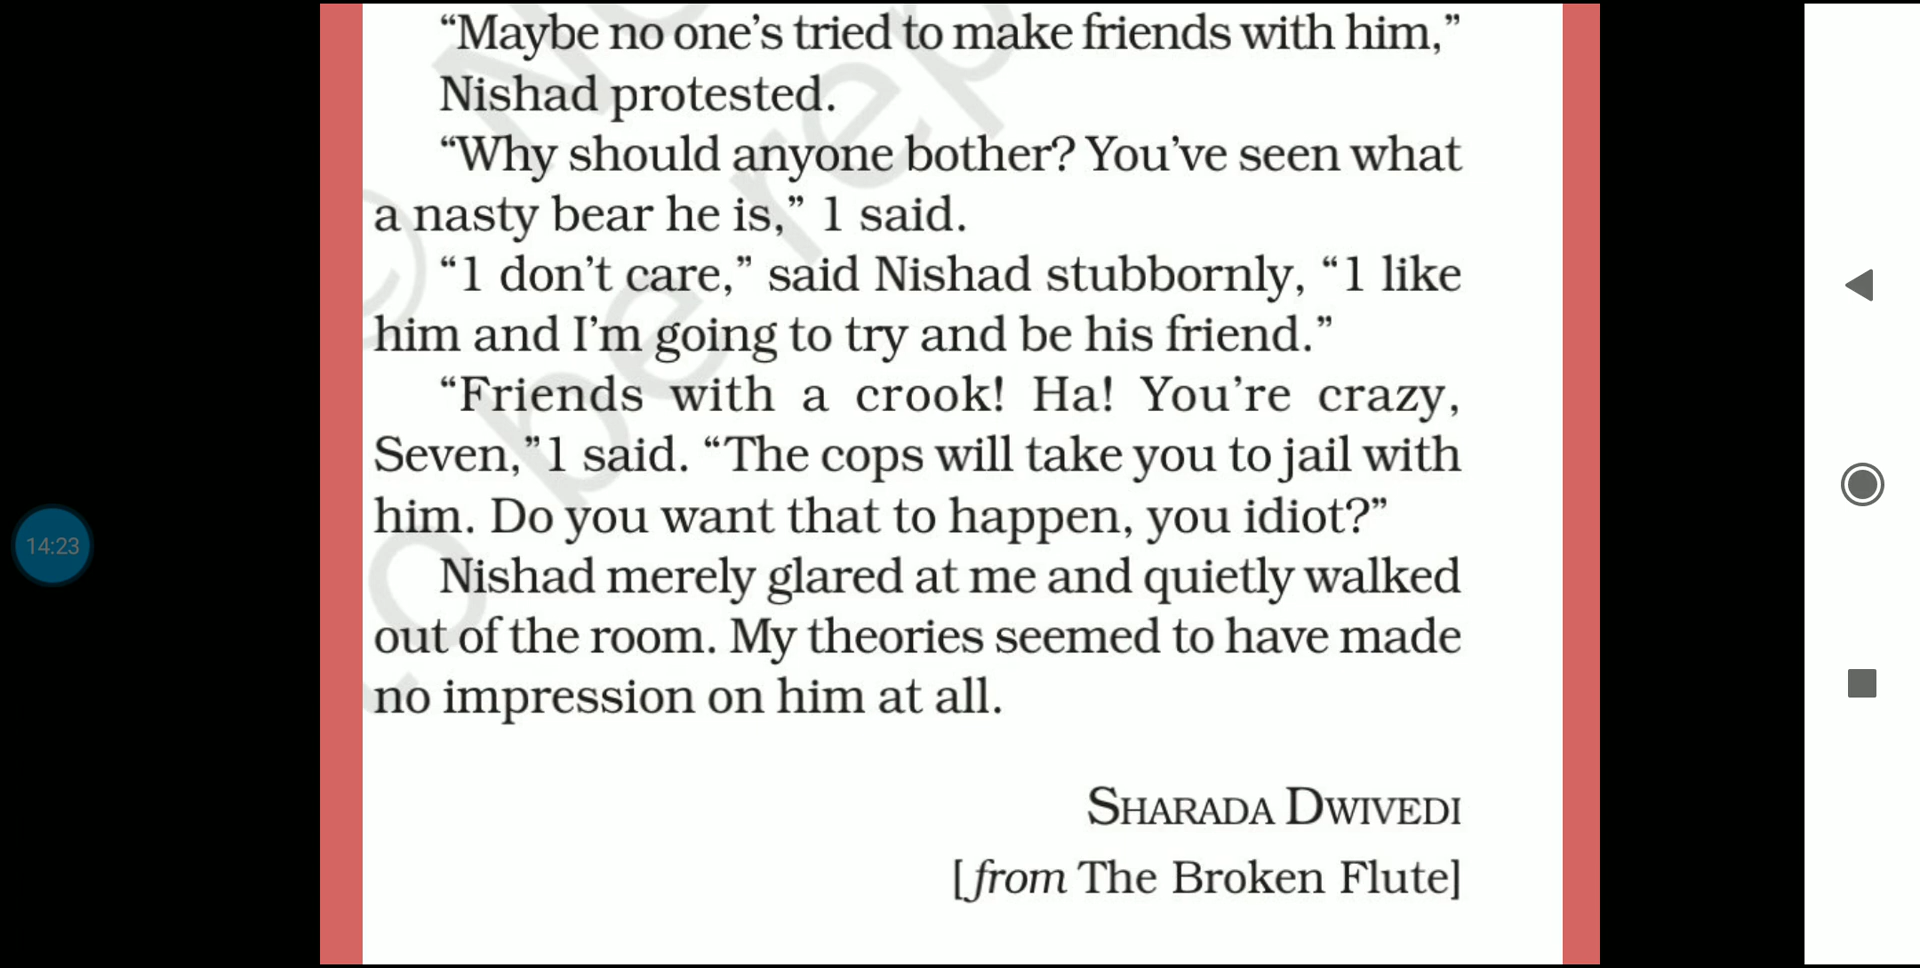 “Maybe no one’s tried to make friends with him,”
Nishad protested.
“Why should anyone bother? You’ve seen what
a nasty bear he is,” 1 said.
“1 don’t care,” said Nishad stubbornly, “1 like
him and I’m going to try and be his friend.”
“Friends with a crook! Ha! You’re crazy,
Seven,”1 said. “The cops will take you to jail with
him. Do you want that to happen, you idiot?”
Nishad merely glared at me and quietly walked
out of the room. My theories seemed to have made
no impression on him at all.
SHARADA DWIVEDI
[from The Broken Flute]
14:23
© N
to be rep